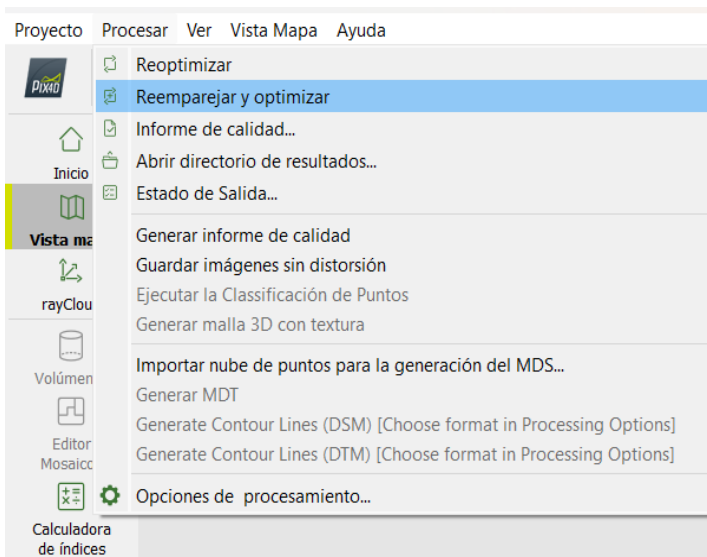 Proyecto Procesar Ver Vista Mapa Ayuda
PIX4D
Inicio
Vista ma
rayClou
Volúmen
Editor
Mosaico
Calculadora
de índices
Reoptimizar
Reemparejar y optimizar
Informe de calidad...
Abrir directorio de resultados...
Estado de Salida...
Generar informe de calidad
Guardar imágenes sin distorsión
Ejecutar la Classificación de Puntos
Generar malla 3D con textura
Importar nube de puntos para la generación del MDS...
Generar MDT
Generate Contour Lines (DSM) [Choose format in Processing Options]
Generate Contour Lines (DTM) [Choose format in Processing Options]
Opciones de procesamiento...